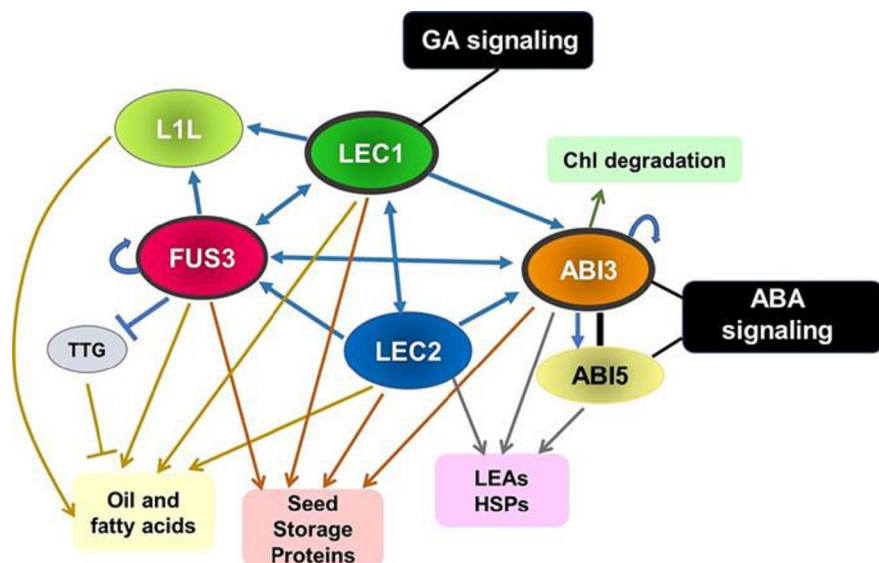 GA signaling
L1L
LEC1
Chl degradation
FUS3
ABI3
ABA
signaling
TTG
LEC2
ABI5
Oil and
fatty acids
Seed
Storage
Proteins
LEAs
HSPs